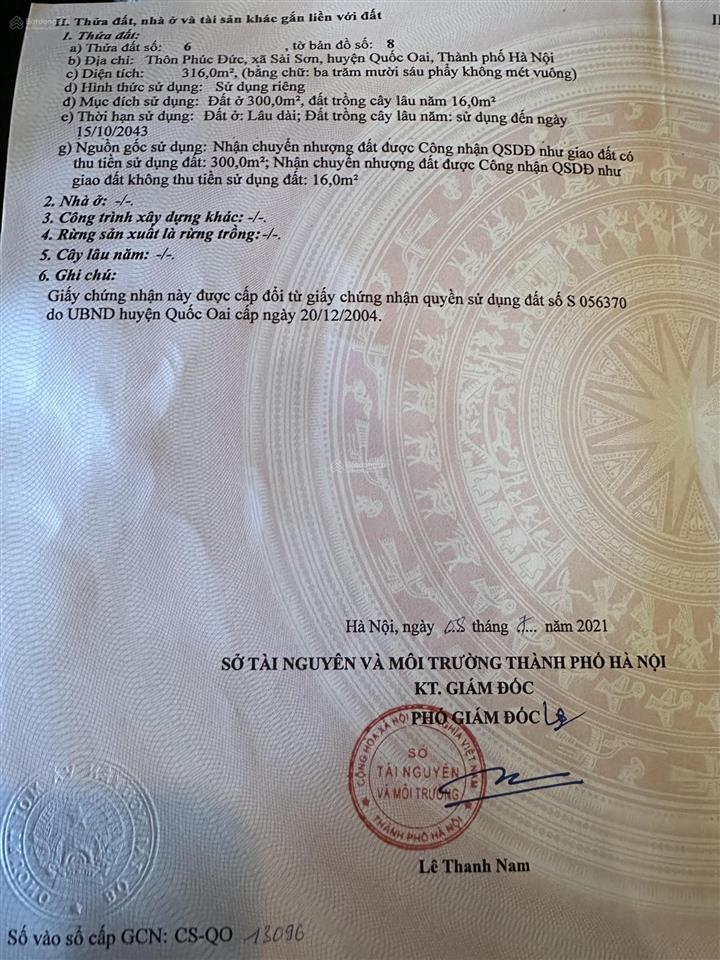 II. Thửa đất, nhà ở và tài sản khác gắn liền với đất
1. Thửa đất:
a) Thửa đất số: 6 , tờ bản đồ số: 8
b) Địa chỉ: Thôn Phúc Đức, xã Sài Sơn, huyện Quốc Oai, Thành phố Hà Nội
c) Diện tích: 316,0m², (bằng chữ: ba trăm mười sáu phẩy không mét vuông)
d) Hình thức sử dụng: Sử dụng riêng
đ) Mục đích sử dụng: Đất ở 300,0m², đất trồng cây lâu năm 16,0m²
e) Thời hạn sử dụng: Đất ở: Lâu dài; Đất trồng cây lâu năm: sử dụng đến ngày
15/10/2043
g) Nguồn gốc sử dụng: Nhận chuyển nhượng đất được Công nhận QSDĐ như giao đất có
thu tiền sử dụng đất: 300,0m²; Nhận chuyển nhượng đất được Công nhận QSDĐ như
giao đất không thu tiền sử dụng đất: 16,0m²
2. Nhà ở: -/-.
3. Công trình xây dựng khác: -/-.
4. Rừng sản xuất là rừng trồng: -/-.
5. Cây lâu năm: -/-.
6. Ghi chú:
Giấy chứng nhận này được cấp đổi từ giấy chứng nhận quyền sử dụng đất số S 056370
do UBND huyện Quốc Oai cấp ngày 20/12/2004.
Hà Nội, ngày 08 tháng ... năm 2021
SỞ TÀI NGUYÊN VÀ MÔI TRƯỜNG THÀNH PHỐ HÀ NỘI
KT. GIÁM ĐỐC
PHÓ GIÁM ĐỐC
CỘNG HÒA XÃ HỘI CHỦ NGHĨA VIỆT NAM
SỞ
TÀI NGUYÊN
VÀ MÔI TRƯỜNG
THÀNH PHỐ HÀ NỘI
Lê Thanh Nam
Số vào sổ cấp GCN: CS-QO 13096